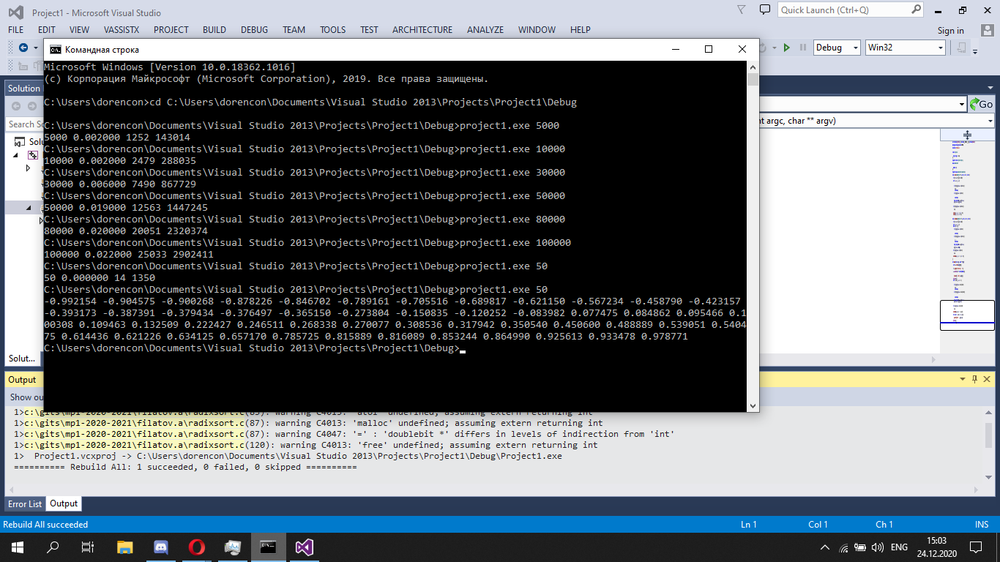 Project1 - Microsoft Visual Studio
Quick Launch (Ctrl+Q)
FILE EDIT VIEW VASSISTX PROJECT BUILD DEBUG TEAM TOOLS TEST ARCHITECTURE ANALYZE WINDOW HELP
Sign in
Debug Win32
Командная строка
Microsoft Windows [Version 10.0.18362.1016]
(c) Корпорация Майкрософт (Microsoft Corporation), 2019. Все права защищены.
C:\Users\dorencon>cd C:\Users\dorencon\Documents\Visual Studio 2013\Projects\Project1\Debug
C:\Users\dorencon\Documents\Visual Studio 2013\Projects\Project1\Debug>project1.exe 5000
5000 0.002000 1252 143014
C:\Users\dorencon\Documents\Visual Studio 2013\Projects\Project1\Debug>project1.exe 10000
10000 0.002000 2479 288035
C:\Users\dorencon\Documents\Visual Studio 2013\Projects\Project1\Debug>project1.exe 30000
30000 0.006000 7490 867729
C:\Users\dorencon\Documents\Visual Studio 2013\Projects\Project1\Debug>project1.exe 50000
50000 0.019000 12563 1447245
C:\Users\dorencon\Documents\Visual Studio 2013\Projects\Project1\Debug>project1.exe 80000
80000 0.020000 20051 2320374
C:\Users\dorencon\Documents\Visual Studio 2013\Projects\Project1\Debug>project1.exe 100000
100000 0.022000 25033 2902411
C:\Users\dorencon\Documents\Visual Studio 2013\Projects\Project1\Debug>project1.exe 50
50 0.000000 14 1350
C:\Users\dorencon\Documents\Visual Studio 2013\Projects\Project1\Debug>project1.exe 50
-0.992154 -0.904575 -0.900268 -0.878226 -0.846702 -0.789161 -0.705516 -0.689817 -0.621150 -0.567234 -0.458790 -0.423157
-0.393173 -0.387391 -0.379434 -0.376497 -0.365150 -0.273804 -0.150835 -0.120252 -0.083982 0.077475 0.084862 0.095466 0.1
00308 0.109463 0.132509 0.222427 0.246511 0.268338 0.270077 0.308536 0.317942 0.350540 0.450600 0.488889 0.539051 0.5404
75 0.614436 0.621226 0.634125 0.657170 0.785725 0.815889 0.816089 0.853244 0.864990 0.925613 0.933478 0.978771
C:\Users\dorencon\Documents\Visual Studio 2013\Projects\Project1\Debug>
Solution
Go
nt argc, char ** argv)
Search So
Solu
Solut...
Output
Show ou
1>c:\gits\mp1-2020-2021\filatov.a\radixsort.c(85): warning C4013: 'atoi' undefined; assuming extern returning int
1>c:\gits\mp1-2020-2021\filatov.a\radixsort.c(87): warning C4013: 'malloc' undefined; assuming extern returning int
1>c:\gits\mp1-2020-2021\filatov.a\radixsort.c(87): warning C4047: '=' : 'doublebit *' differs in levels of indirection from 'int'
1>c:\gits\mp1-2020-2021\filatov.a\radixsort.c(120): warning C4013: 'free' undefined; assuming extern returning int
1>  Project1.vcxproj -> C:\Users\dorencon\Documents\Visual Studio 2013\Projects\Project1\Debug\Project1.exe
========== Rebuild All: 1 succeeded, 0 failed, 0 skipped ==========
Error List Output
Rebuild All succeeded Ln 1 Col 1 Ch 1 INS
ENG
15:03
24.12.2020